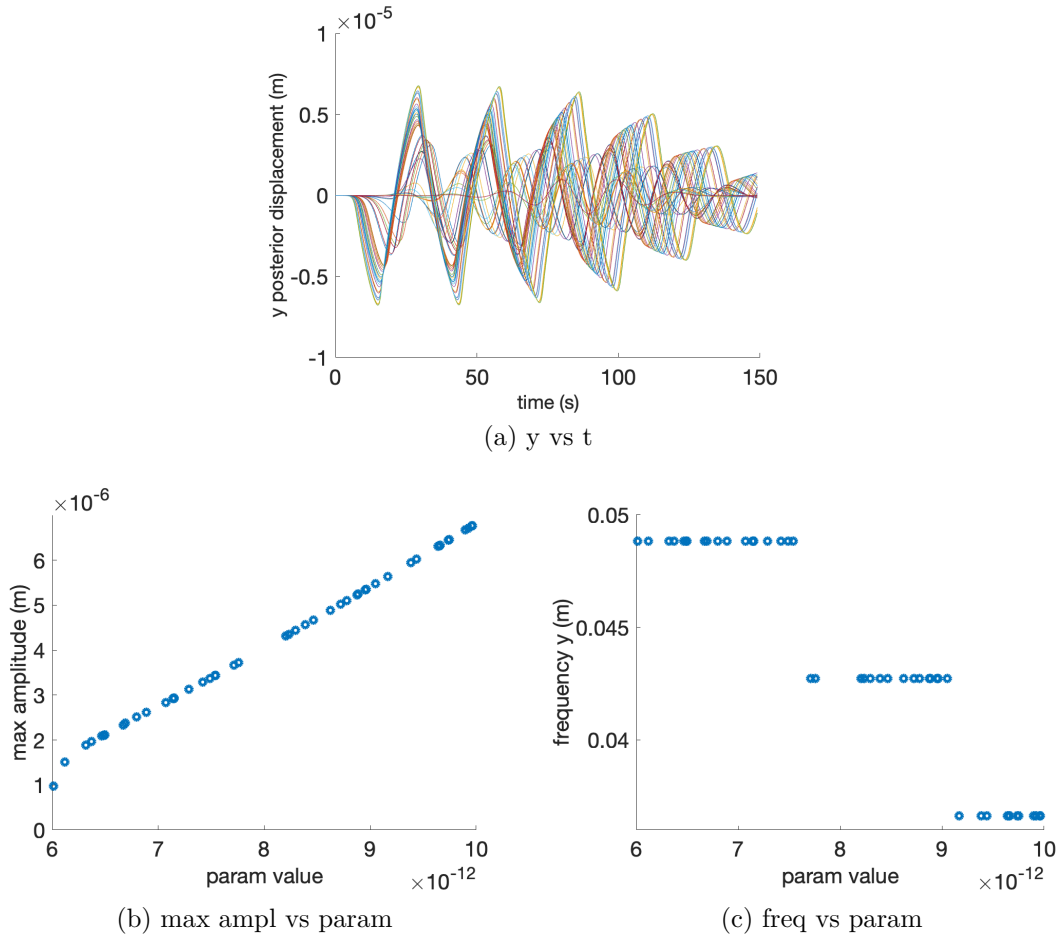 ×10⁻⁵
1
0.5
0
-0.5
-1
y posterior displacement (m)
0 50 100 150
time (s)
(a) y vs t
×10⁻⁶
6
5
4
3
2
1
0
max amplitude (m)
6 7 8 9 10
param value ×10⁻¹²
(b) max ampl vs param
0.05
0.045
0.04
frequency y (m)
6 7 8 9 10
param value ×10⁻¹²
(c) freq vs param